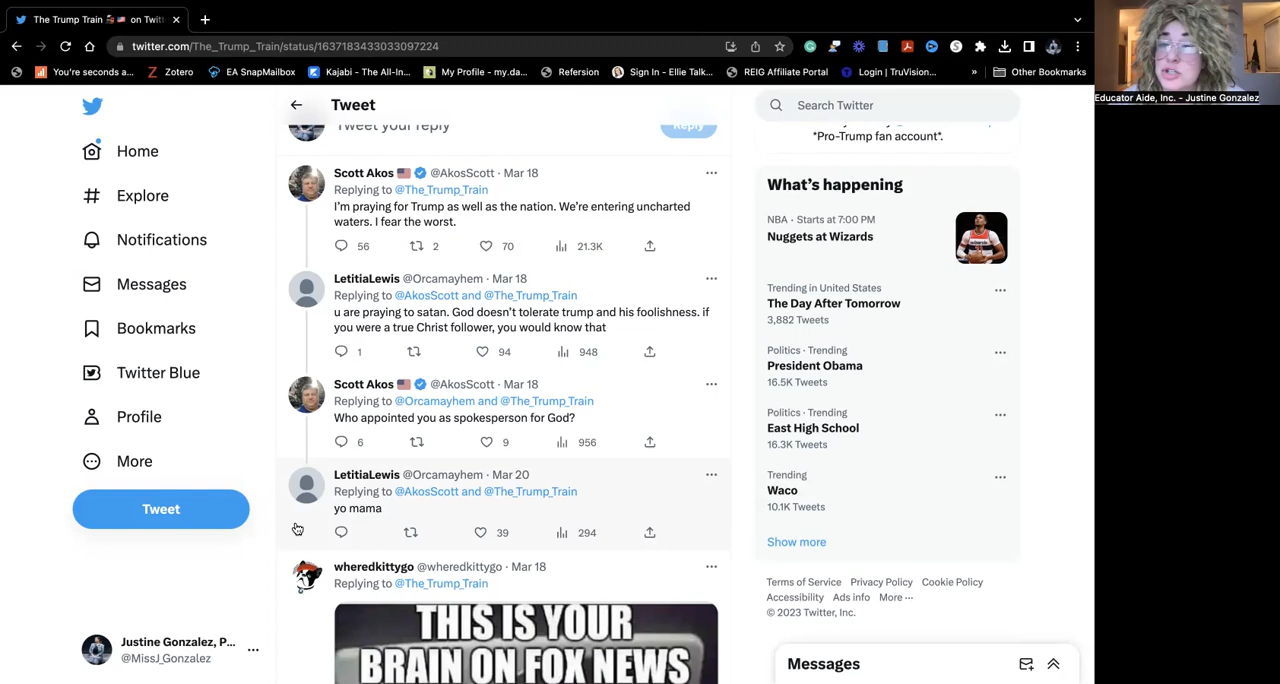 The Trump Train 🚂 🇺🇸 on Twit
twitter.com/The_Trump_Train/status/1637183433033097224
You're seconds a...
Zotero
EA SnapMailbox
Kajabi - The All-In...
My Profile - my.da...
Refersion
Sign In - Ellie Talk...
REIG Affiliate Portal
Login | TruVision...
»
Other Bookmarks
Educator Aide, Inc. - Justine Gonzalez
Home
Explore
Notifications
Messages
Bookmarks
Twitter Blue
Profile
More
Tweet
Justine Gonzalez, P...
@MissJ_Gonzalez
Tweet
Tweet your reply
Reply
Scott Akos 🇺🇸 @AkosScott · Mar 18
Replying to @The_Trump_Train
I'm praying for Trump as well as the nation. We're entering uncharted
waters. I fear the worst.
56 2 70 21.3K
LetitiaLewis @Orcamayhem · Mar 18
Replying to @AkosScott and @The_Trump_Train
u are praying to satan. God doesn't tolerate trump and his foolishness. if
you were a true Christ follower, you would know that
1 94 948
Scott Akos 🇺🇸 @AkosScott · Mar 18
Replying to @Orcamayhem and @The_Trump_Train
Who appointed you as spokesperson for God?
6 9 956
LetitiaLewis @Orcamayhem · Mar 20
Replying to @AkosScott and @The_Trump_Train
yo mama
39 294
wheredkittygo @wheredkittygo · Mar 18
Replying to @The_Trump_Train
THIS IS YOUR
BRAIN ON FOX NEWS
Search Twitter
*Pro-Trump fan account*.
What's happening
NBA · Starts at 7:00 PM
Nuggets at Wizards
Trending in United States
The Day After Tomorrow
3,882 Tweets
Politics · Trending
President Obama
16.5K Tweets
Politics · Trending
East High School
16.3K Tweets
Trending
Waco
10.1K Tweets
Show more
Terms of Service Privacy Policy Cookie Policy
Accessibility Ads info More ···
© 2023 Twitter, Inc.
Messages